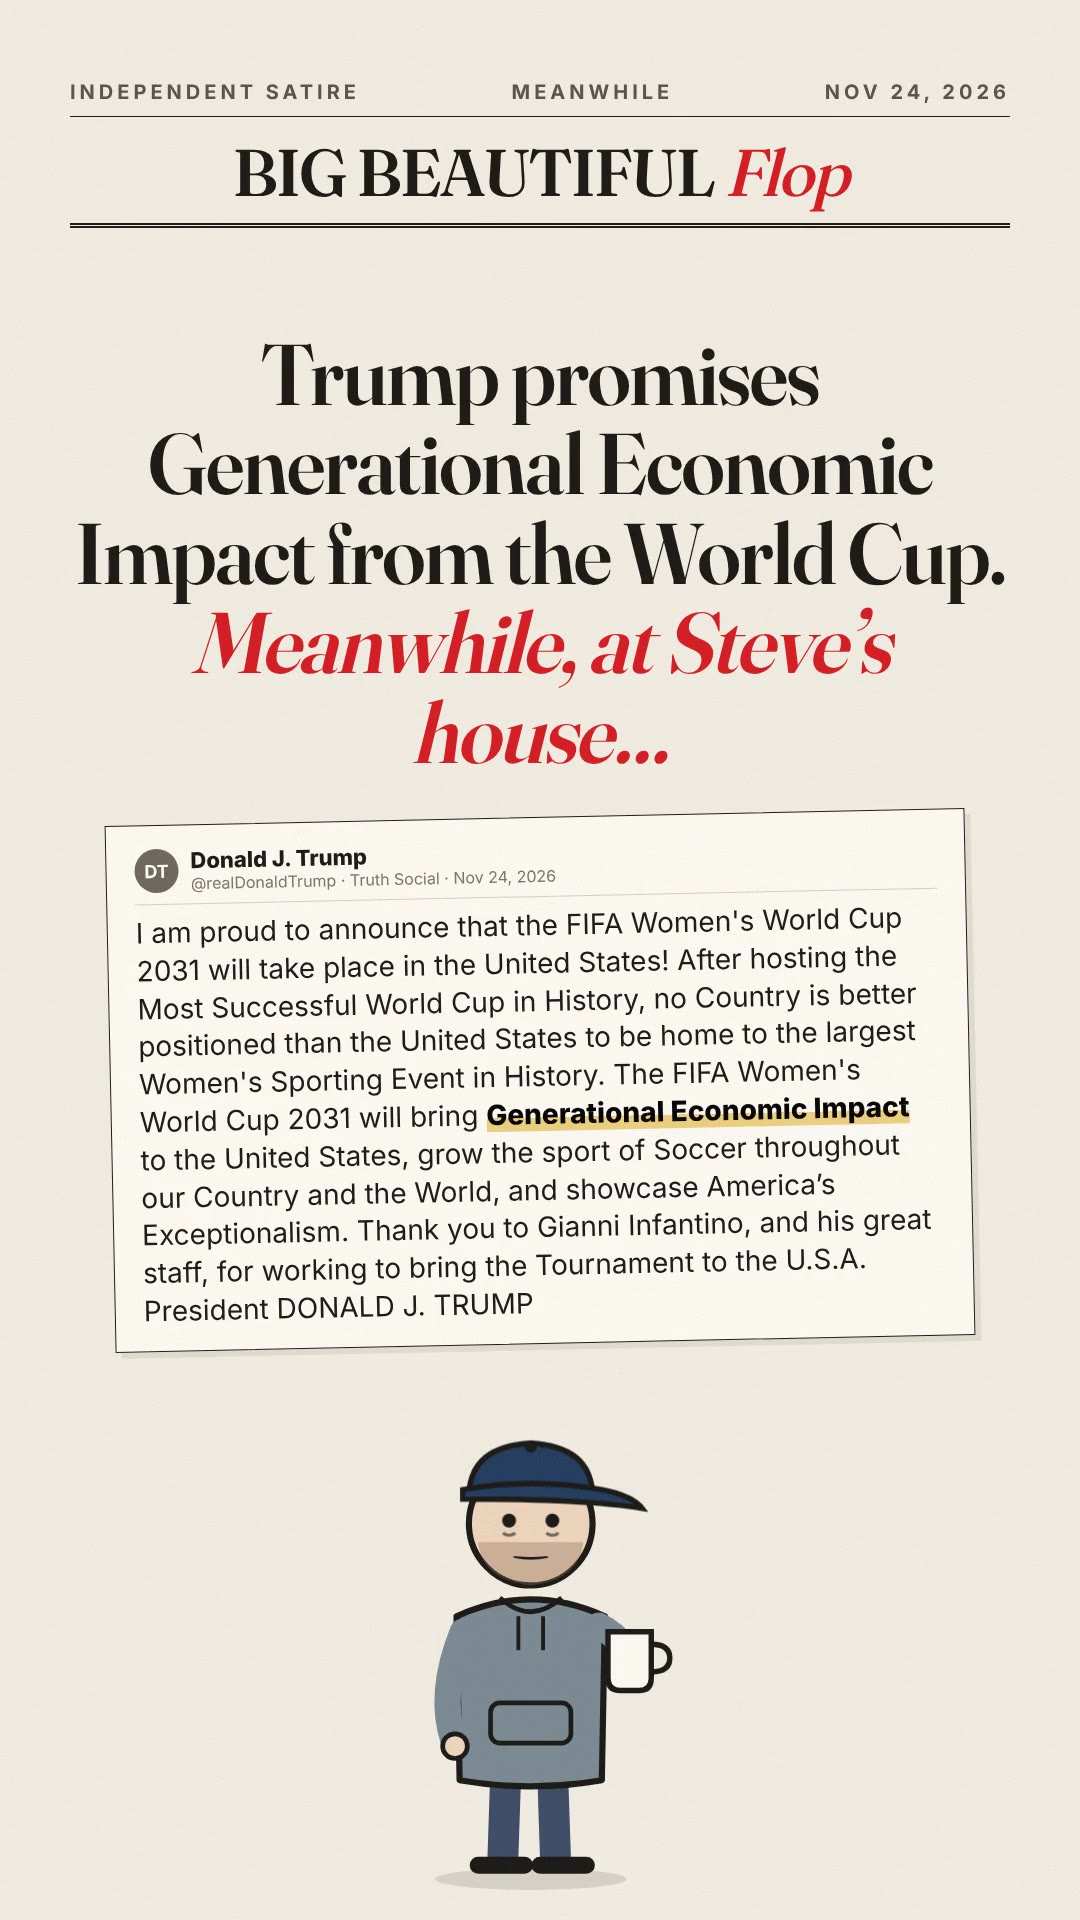 INDEPENDENT SATIRE MEANWHILE NOV 24, 2026
BIG BEAUTIFUL Flop
Trump promises
Generational Economic
Impact from the World Cup.
Meanwhile, at Steve’s
house...
DT
Donald J. Trump
@realDonaldTrump · Truth Social · Nov 24, 2026
I am proud to announce that the FIFA Women's World Cup
2031 will take place in the United States! After hosting the
Most Successful World Cup in History, no Country is better
positioned than the United States to be home to the largest
Women's Sporting Event in History. The FIFA Women's
World Cup 2031 will bring Generational Economic Impact
to the United States, grow the sport of Soccer throughout
our Country and the World, and showcase America’s
Exceptionalism. Thank you to Gianni Infantino, and his great
staff, for working to bring the Tournament to the U.S.A.
President DONALD J. TRUMP